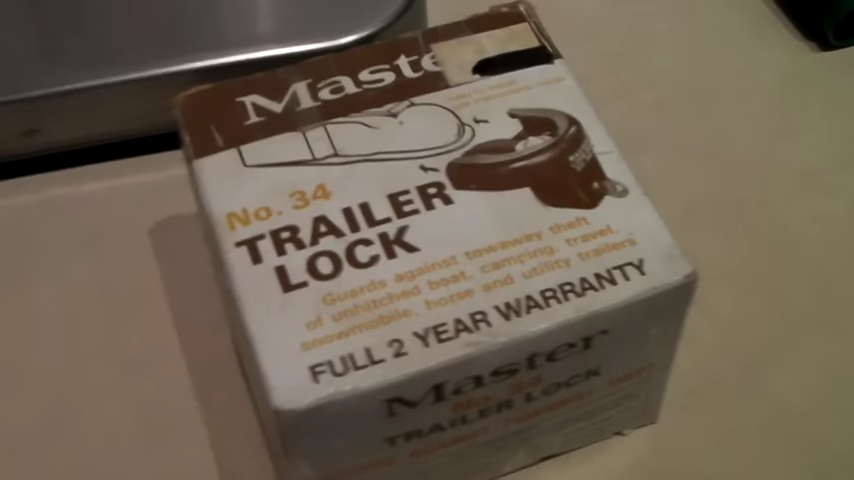 Master
No. 34
TRAILER
LOCK
Guards against towaway theft
of unhitched boat, camping, travel,
snowmobile, horse and utility trailers
FULL 2 YEAR WARRANTY
Master
No. 34
TRAILER LOCK